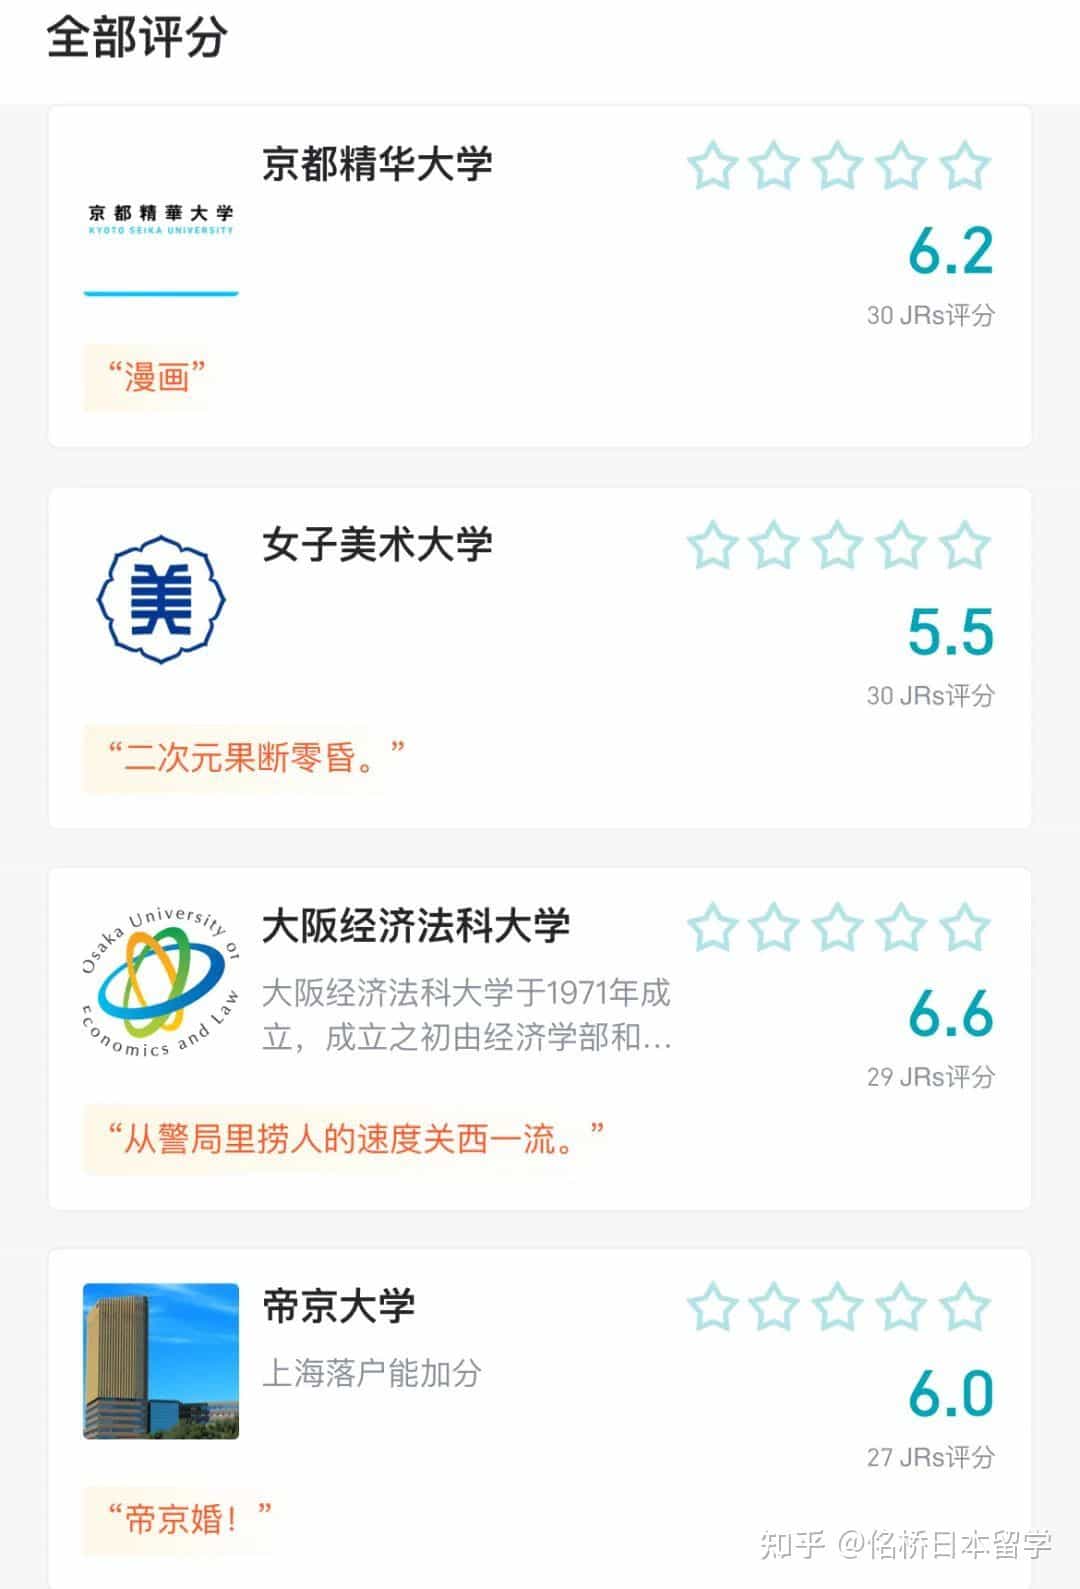 全部评分
京都精华大学
京都精華大学
KYOTO SEIKA UNIVERSITY
6.2
30 JRs评分
“漫画”
女子美术大学
美
5.5
30 JRs评分
“二次元果断零昏。”
大阪经济法科大学
Osaka University of
Economics and Law
大阪经济法科大学于1971年成
立，成立之初由经济学部和...
6.6
29 JRs评分
“从警局里捞人的速度关西一流。”
帝京大学
上海落户能加分
6.0
27 JRs评分
“帝京婚！”
知乎 @佲桥日本留学